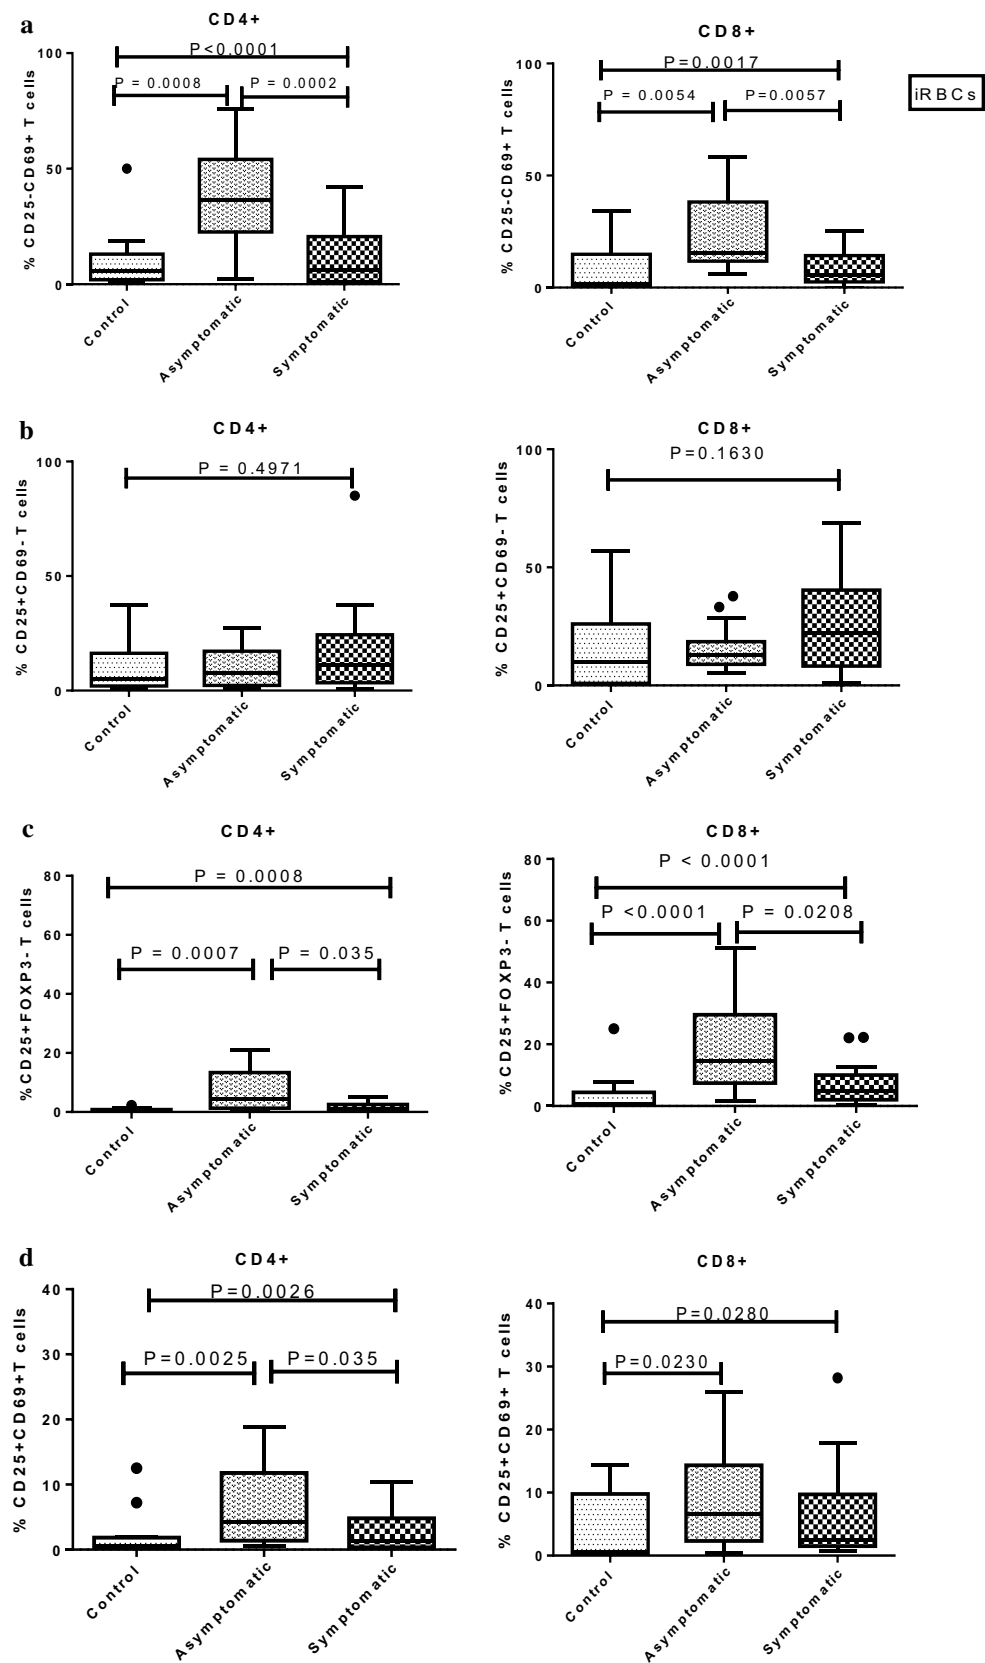 a
CD4+
% CD25-CD69+ T cells
100
50
0
P<0.0001
P = 0.0008
P = 0.0002
Control
Asymptomatic
Symptomatic
CD8+
% CD25-CD69+ T cells
100
50
0
P=0.0017
P = 0.0054
P=0.0057
Control
Asymptomatic
Symptomatic
iRBCs
b
CD4+
% CD25+CD69- T cells
100
50
0
P = 0.4971
Control
Asymptomatic
Symptomatic
CD8+
% CD25+CD69- T cells
100
50
0
P=0.1630
Control
Asymptomatic
Symptomatic
c
CD4+
%CD25+FOXP3- T cells
80
60
40
20
0
P = 0.0008
P = 0.0007
P = 0.035
Control
Asymptomatic
Symptomatic
CD8+
%CD25+FOXP3- T cells
80
60
40
20
0
P < 0.0001
P <0.0001
P = 0.0208
Control
Asymptomatic
Symptomatic
d
CD4+
% CD25+CD69+T cells
40
30
20
10
0
P=0.0026
P=0.0025
P=0.035
Control
Asymptomatic
Symptomatic
CD8+
% CD25+CD69+ T cells
40
30
20
10
0
P=0.0280
P=0.0230
Control
Asymptomatic
Symptomatic